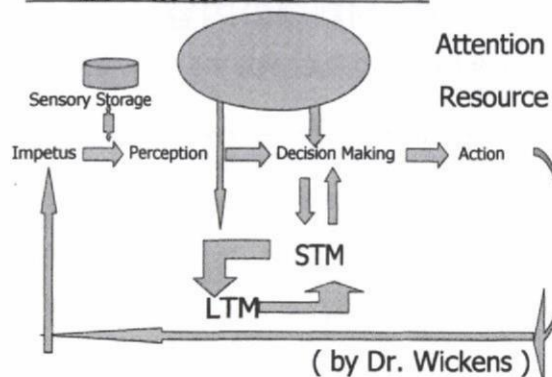 Attention
Resource
Sensory Storage
Impetus
Perception
Decision Making
Action
STM
LTM
( by Dr. Wickens )